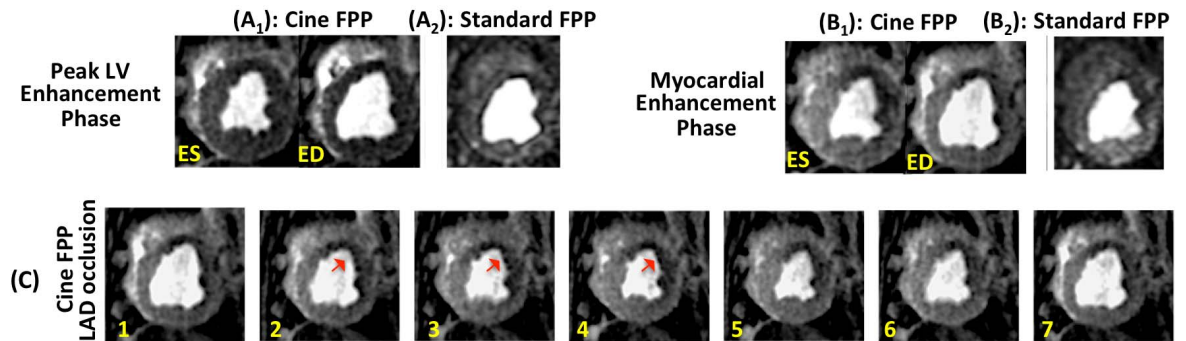 (A1): Cine FPP
(A2): Standard FPP
Peak LV
Enhancement
Phase
ES
ED
(B1): Cine FPP
(B2): Standard FPP
Myocardial
Enhancement
Phase
ES
ED
(C)
Cine FPP
LAD occlusion
1
2
3
4
5
6
7